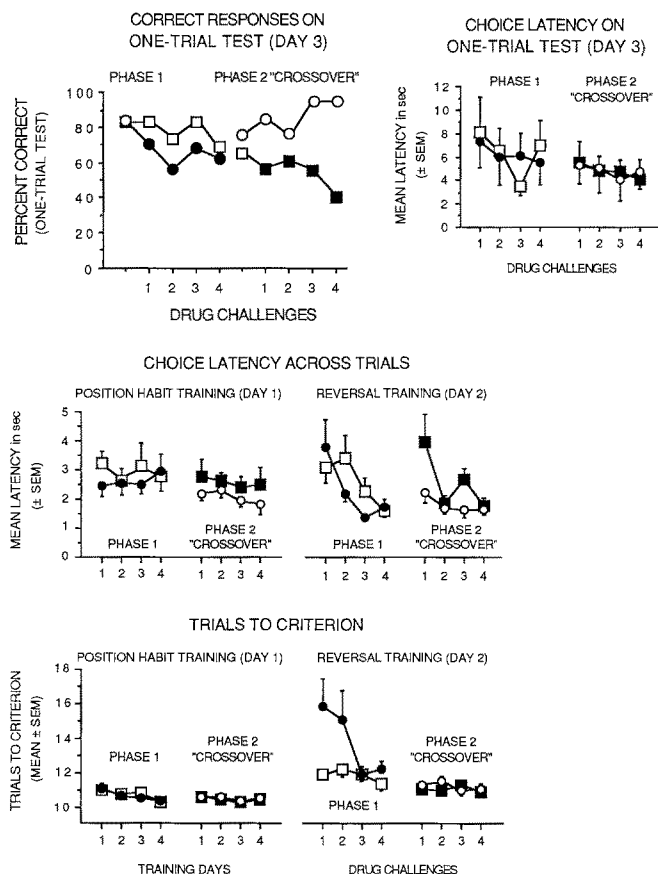 CORRECT RESPONSES ON
ONE-TRIAL TEST (DAY 3)
PHASE 1
PHASE 2 "CROSSOVER"
PERCENT CORRECT
(ONE-TRIAL TEST)
100
80
60
40
20
0
1 2 3 4
1 2 3 4
DRUG CHALLENGES
CHOICE LATENCY ON
ONE-TRIAL TEST (DAY 3)
PHASE 1
PHASE 2
"CROSSOVER"
MEAN LATENCY in sec
(± SEM)
12
10
8
6
4
2
0
1 2 3 4
1 2 3 4
DRUG CHALLENGES
CHOICE LATENCY ACROSS TRIALS
POSITION HABIT TRAINING (DAY 1)
REVERSAL TRAINING (DAY 2)
MEAN LATENCY in sec
(± SEM)
5
4
3
2
1
0
PHASE 1
PHASE 2
"CROSSOVER"
PHASE 1
PHASE 2
"CROSSOVER"
1 2 3 4
1 2 3 4
1 2 3 4
1 2 3 4
TRIALS TO CRITERION
POSITION HABIT TRAINING (DAY 1)
REVERSAL TRAINING (DAY 2)
TRIALS TO CRITERION
(MEAN ± SEM)
18
16
14
12
10
PHASE 1
PHASE 2
"CROSSOVER"
PHASE 1
PHASE 2
"CROSSOVER"
1 2 3 4
1 2 3 4
1 2 3 4
1 2 3 4
TRAINING DAYS
DRUG CHALLENGES